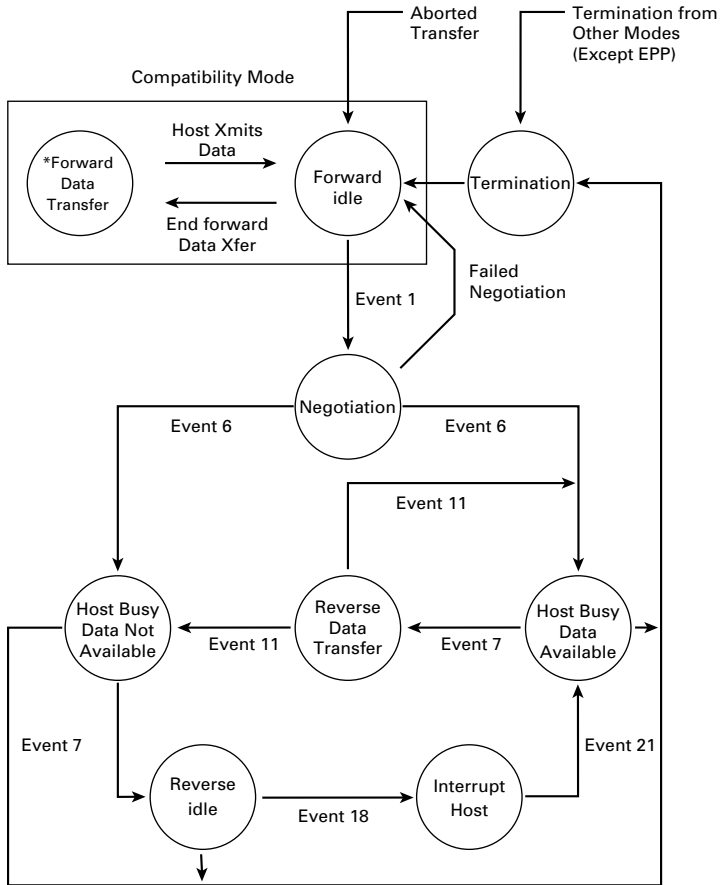 Aborted
Transfer
Termination from
Other Modes
(Except EPP)
Compatibility Mode
Host Xmits
Data
*Forward
Data
Transfer
Forward
idle
Termination
End forward
Data Xfer
Failed
Negotiation
Event 1
Negotiation
Event 6
Event 6
Event 11
Host Busy
Data Not
Available
Reverse
Data
Transfer
Host Busy
Data
Available
Event 11
Event 7
Event 7
Event 21
Reverse
idle
Interrupt
Host
Event 18